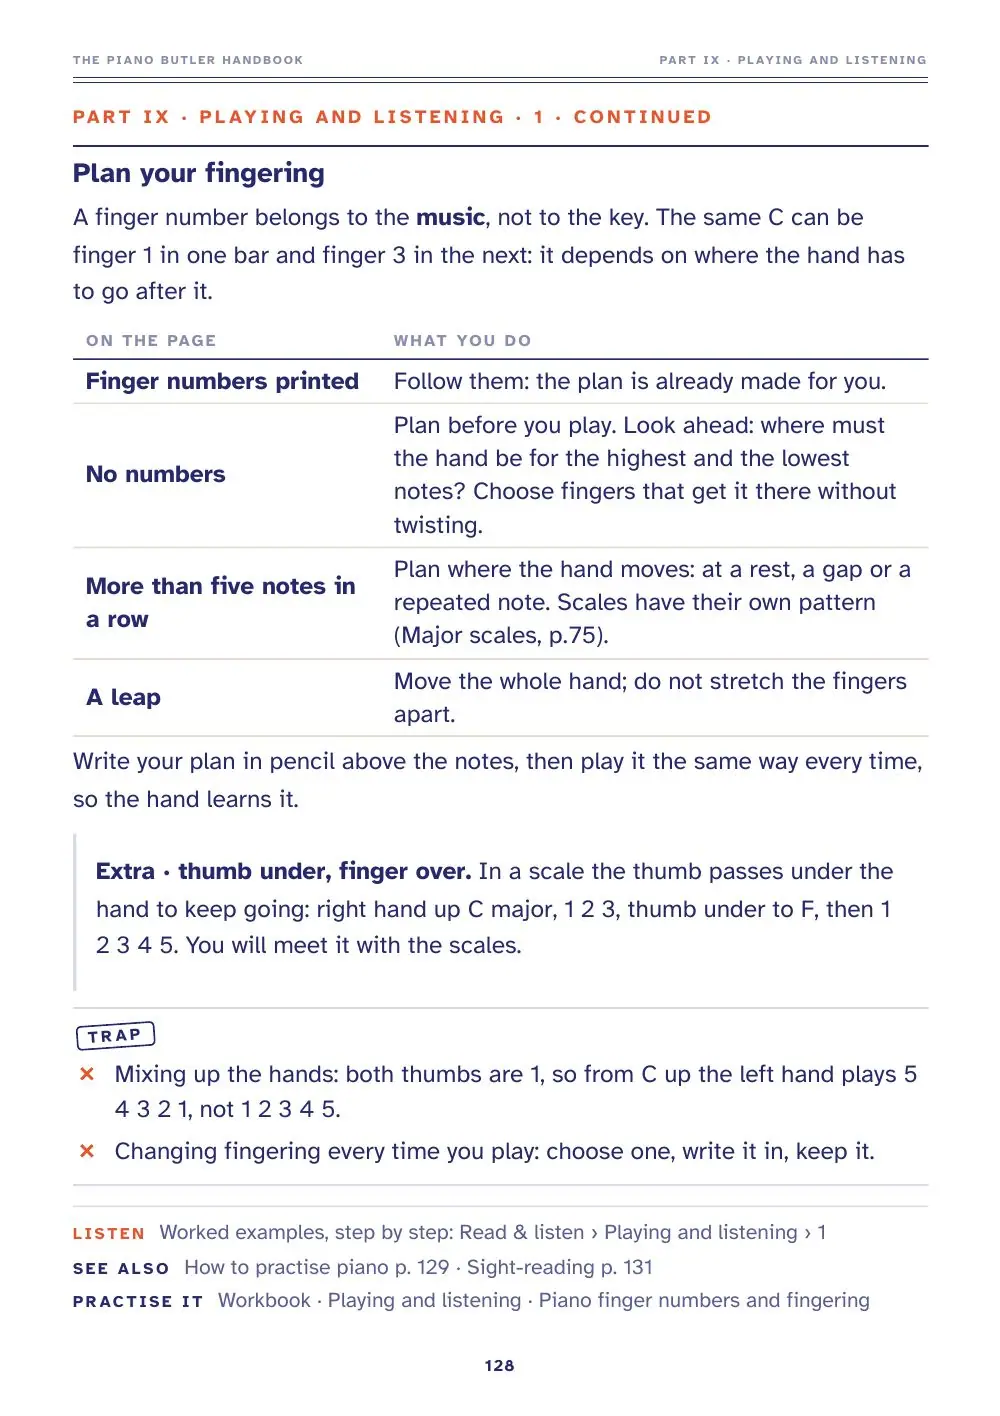 THE PIANO BUTLER HANDBOOK
PART IX · PLAYING AND LISTENING
PART IX · PLAYING AND LISTENING · 1 · CONTINUED
Plan your fingering
A finger number belongs to the music, not to the key. The same C can be
finger 1 in one bar and finger 3 in the next: it depends on where the hand has
to go after it.
ON THE PAGE
WHAT YOU DO
Finger numbers printed
Follow them: the plan is already made for you.
No numbers
Plan before you play. Look ahead: where must
the hand be for the highest and the lowest
notes? Choose fingers that get it there without
twisting.
More than five notes in
a row
Plan where the hand moves: at a rest, a gap or a
repeated note. Scales have their own pattern
(Major scales, p.75).
A leap
Move the whole hand; do not stretch the fingers
apart.
Write your plan in pencil above the notes, then play it the same way every time,
so the hand learns it.
Extra · thumb under, finger over. In a scale the thumb passes under the
hand to keep going: right hand up C major, 1 2 3, thumb under to F, then 1
2 3 4 5. You will meet it with the scales.
TRAP
× Mixing up the hands: both thumbs are 1, so from C up the left hand plays 5
4 3 2 1, not 1 2 3 4 5.
× Changing fingering every time you play: choose one, write it in, keep it.
LISTEN Worked examples, step by step: Read & listen › Playing and listening › 1
SEE ALSO How to practise piano p. 129 · Sight-reading p. 131
PRACTISE IT Workbook · Playing and listening · Piano finger numbers and fingering
128